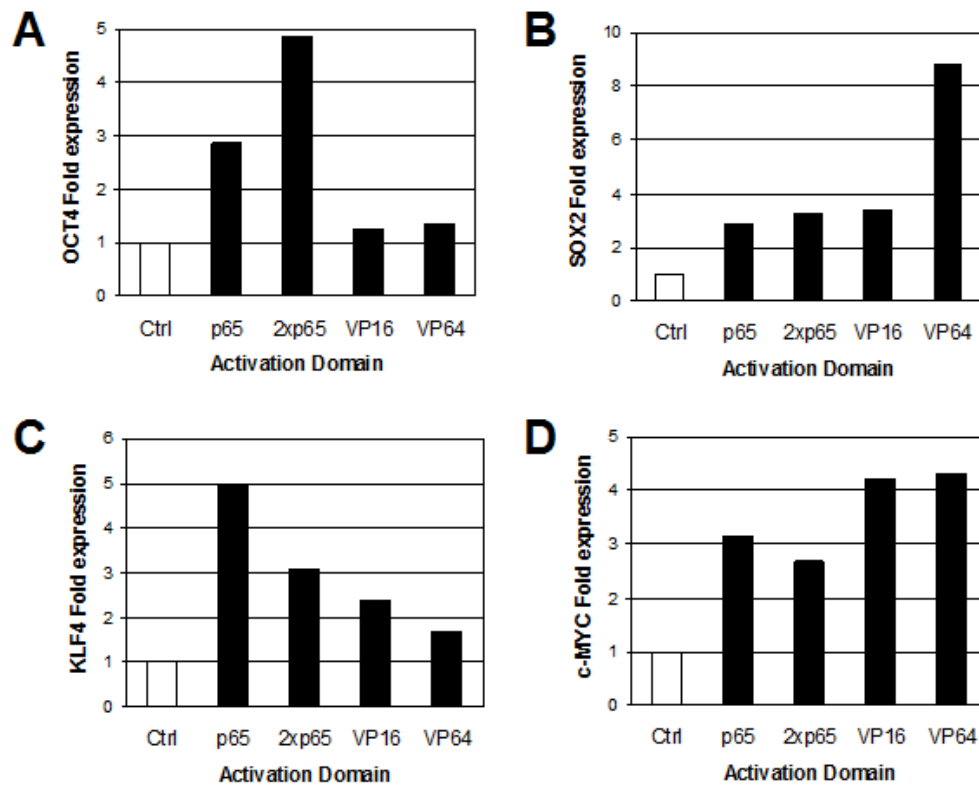 A
OCT4 Fold expression
5
4
3
2
1
0
Ctrl p65 2xp65 VP16 VP64
Activation Domain
B
SOX2 Fold expression
10
8
6
4
2
0
Ctrl p65 2xp65 VP16 VP64
Activation Domain
C
KLF4 Fold expression
6
5
4
3
2
1
0
Ctrl p65 2xp65 VP16 VP64
Activation Domain
D
c-MYC Fold expression
5
4
3
2
1
0
Ctrl p65 2xp65 VP16 VP64
Activation Domain